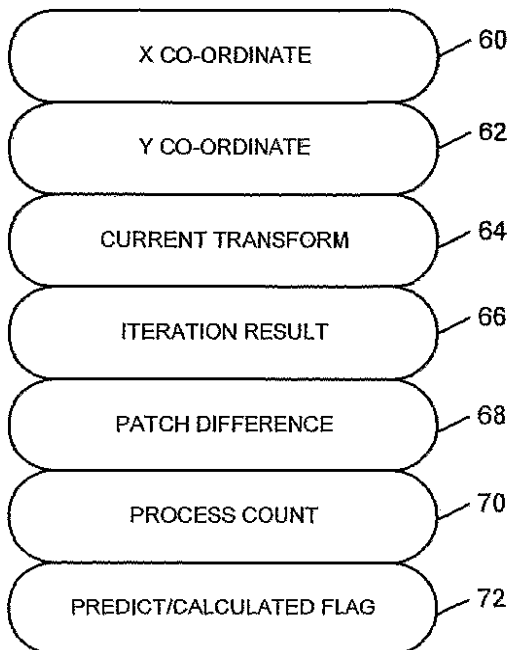 X CO-ORDINATE 60
Y CO-ORDINATE 62
CURRENT TRANSFORM 64
ITERATION RESULT 66
PATCH DIFFERENCE 68
PROCESS COUNT 70
PREDICT/CALCULATED FLAG 72